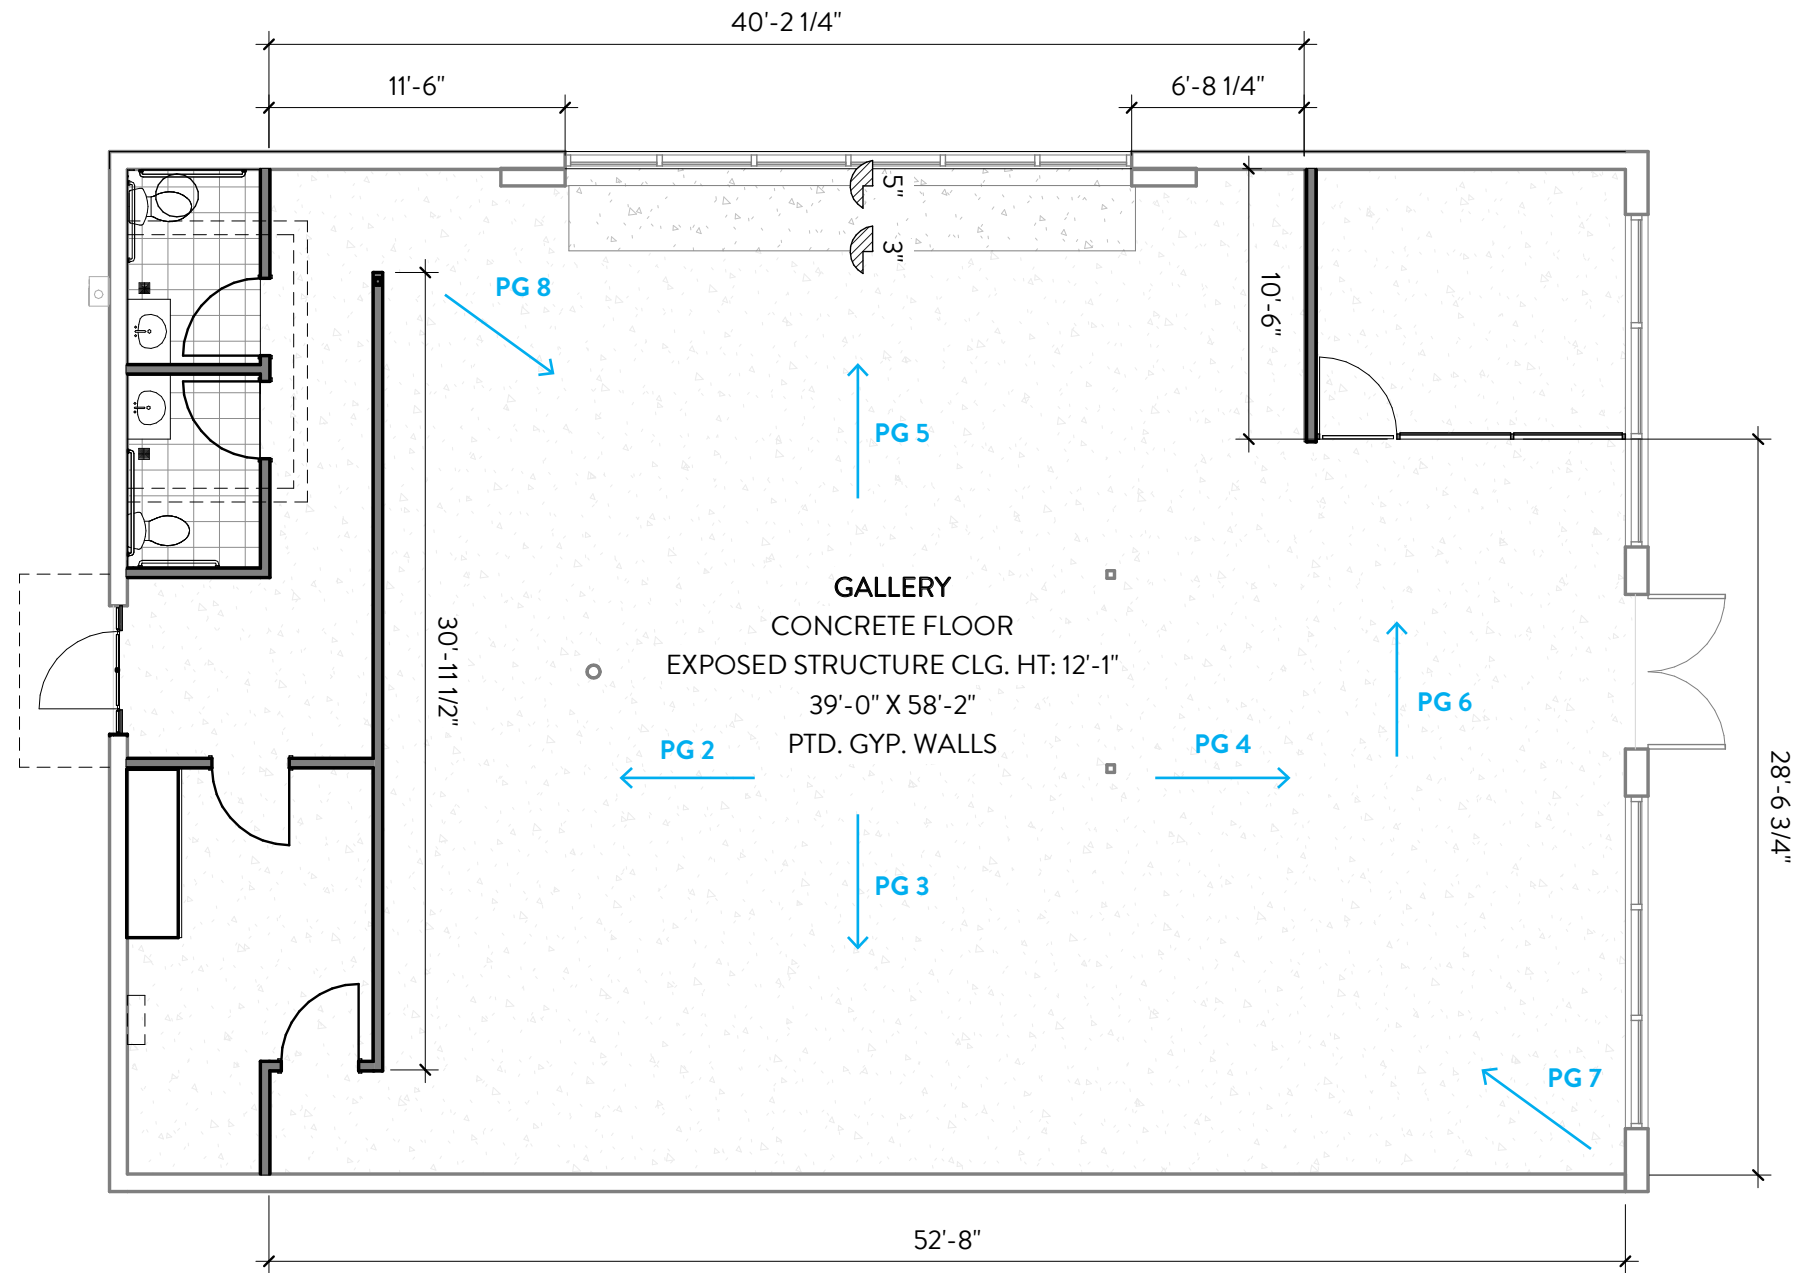 40'-2 1/4"
11'-6"
6'-8 1/4"
5"
3"
PG 8
10'-6"
PG 5
GALLERY
CONCRETE FLOOR
EXPOSED STRUCTURE CLG. HT: 12'-1"
39'-0" X 58'-2"
PTD. GYP. WALLS
30'-11 1/2"
PG 6
PG 2
PG 4
28'-6 3/4"
PG 3
PG 7
52'-8"